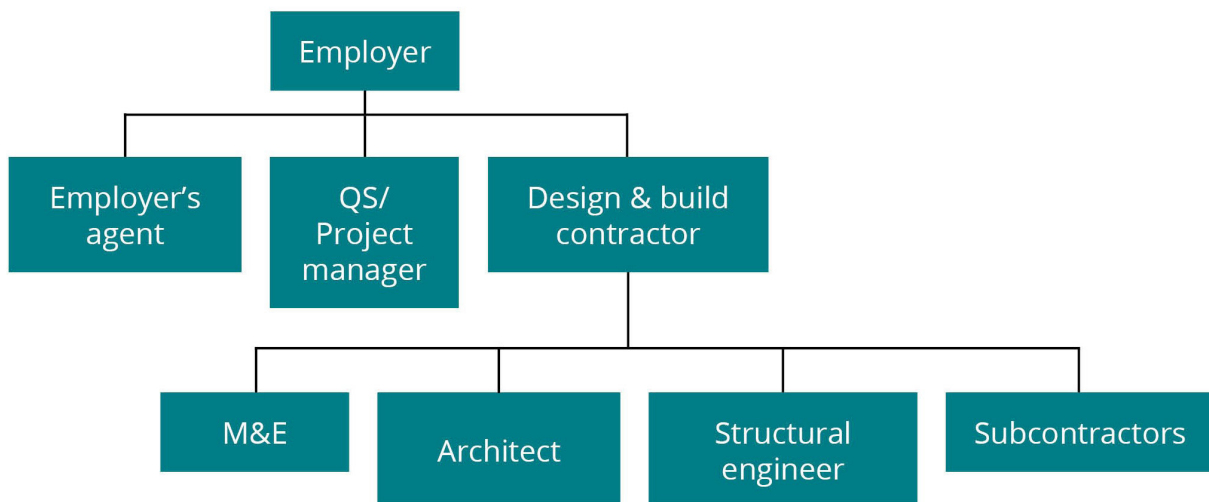 Employer
Employer’s
agent
QS/
Project
manager
Design & build
contractor
M&E
Architect
Structural
engineer
Subcontractors